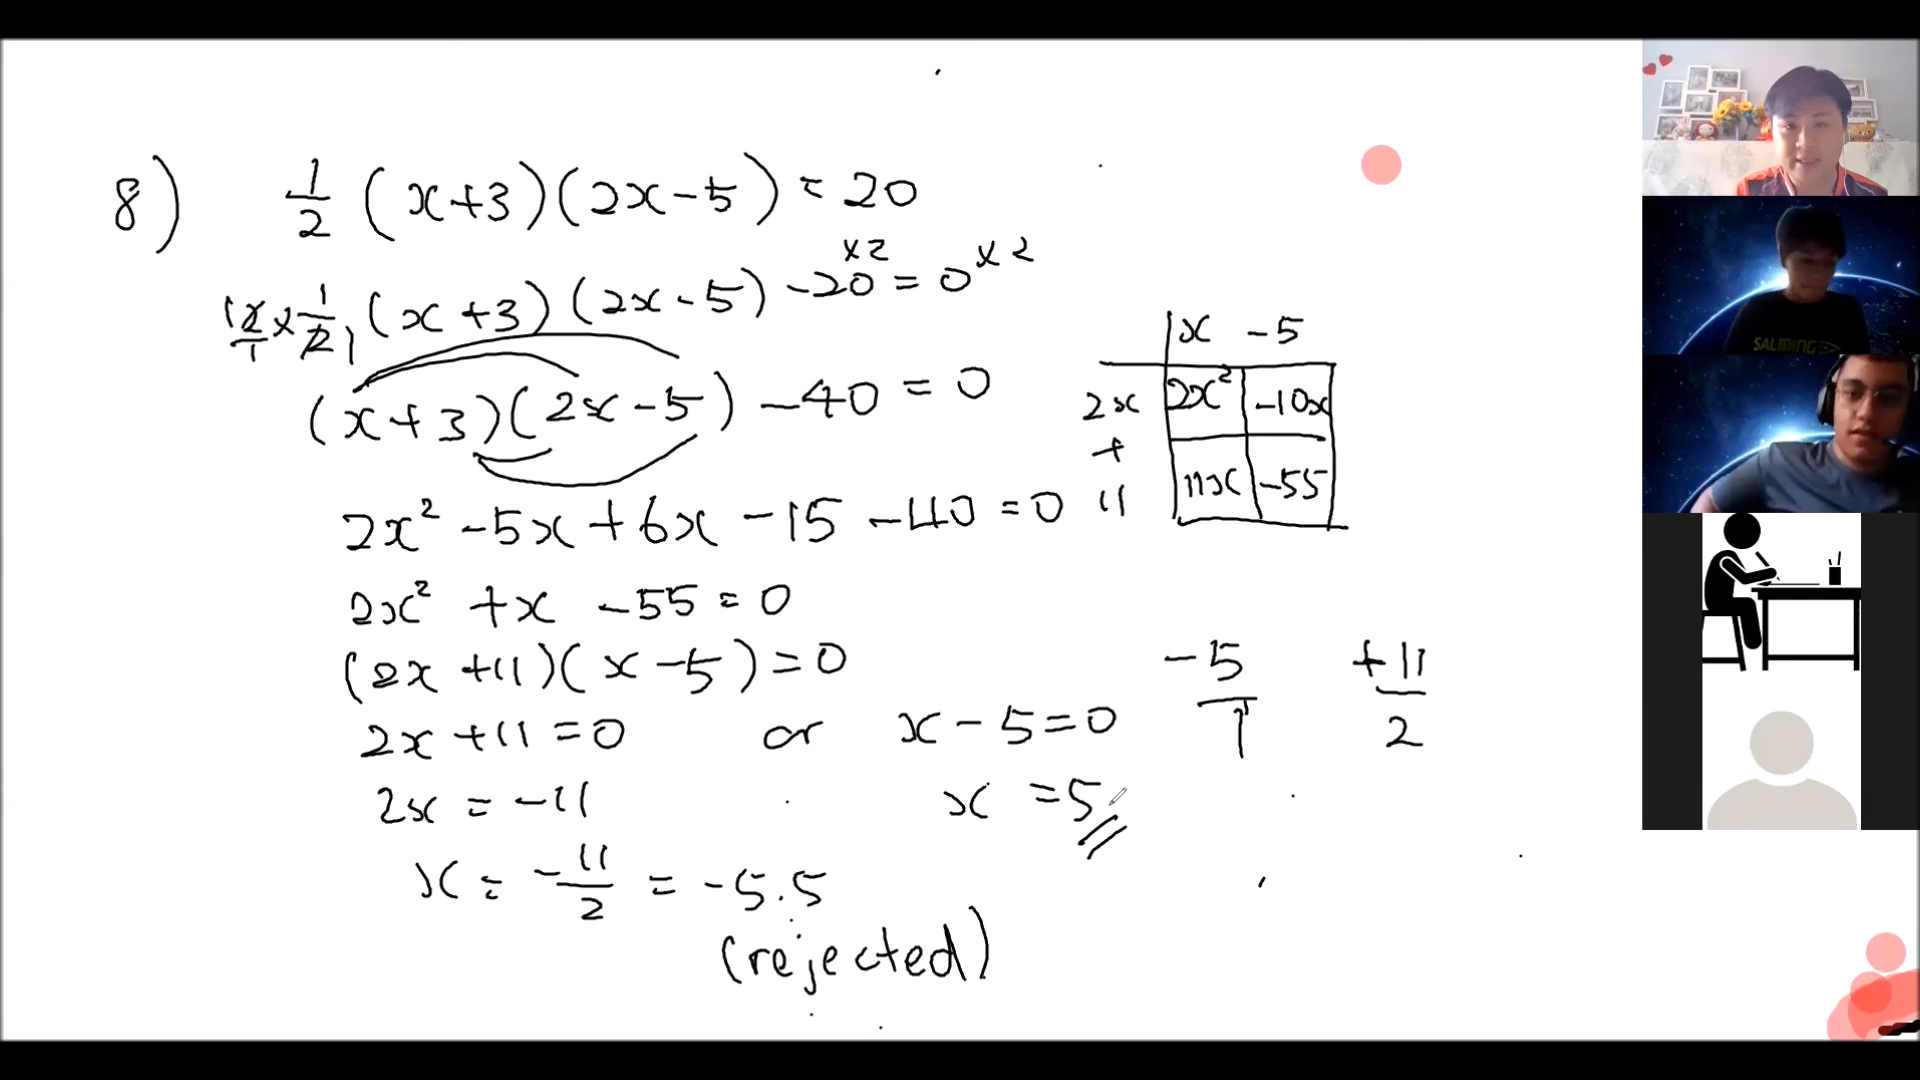 8) 1/2 (x+3)(2x-5) = 20
×2 ×2
2/1 × 1/2 (x+3)(2x-5) -20 = 0
1 1
(x+3)(2x-5) -40 = 0
2x² -5x +6x -15 -40 = 0
2x² +x -55 = 0
(2x +11)(x -5) = 0
2x +11 = 0 or x -5 = 0
2x = -11 x = 5
x = -11/2 = -5.5
(rejected)
x -5
2x 2x² -10x
+
11 11x -55
-5/1 +11/2
SALMING